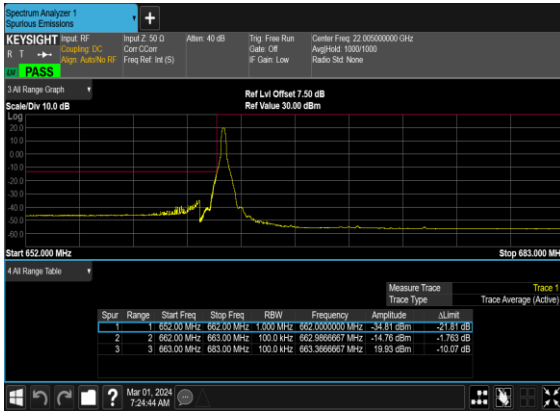 Spectrum Analyzer 1
Spurious Emissions
+
KEYSIGHT Input: RF Input Z: 50 Ω Atten: 40 dB Trig: Free Run Center Freq: 22.005000000 GHz
R T Coupling: DC Corr CCorr Gate: Off Avg|Hold: 1000/1000
Align: Auto/No RF Freq Ref: Int (S) IF Gain: Low Radio Std: None
PASS
3 All Range Graph
Ref Lvl Offset 7.50 dB
Scale/Div 10.0 dB Ref Value 30.00 dBm
Log
20.0
10.0
0.00
-10.0
-20.0
-30.0
-40.0
-50.0
-60.0
Start 652.000 MHz Stop 683.000 MH
4 All Range Table
Measure Trace Trace 1
Trace Type Trace Average (Active)
Spur Range Start Freq Stop Freq RBW Frequency Amplitude ΔLimit
1 1 652.00 MHz 662.00 MHz 1.000 MHz 662.0000000 MHz -34.81 dBm -21.81 dB
2 2 662.00 MHz 663.00 MHz 100.0 kHz 662.9866667 MHz -14.76 dBm -1.763 dB
3 3 663.00 MHz 683.00 MHz 100.0 kHz 663.3666667 MHz 19.93 dBm -10.07 dB
? Mar 01, 2024
7:24:44 AM